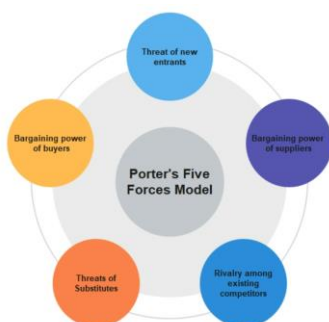 Threat of new
entrants
Bargaining power
of buyers
Bargaining power
of suppliers
Porter's Five
Forces Model
Threats of
Substitutes
Rivalry among
existing
competitors